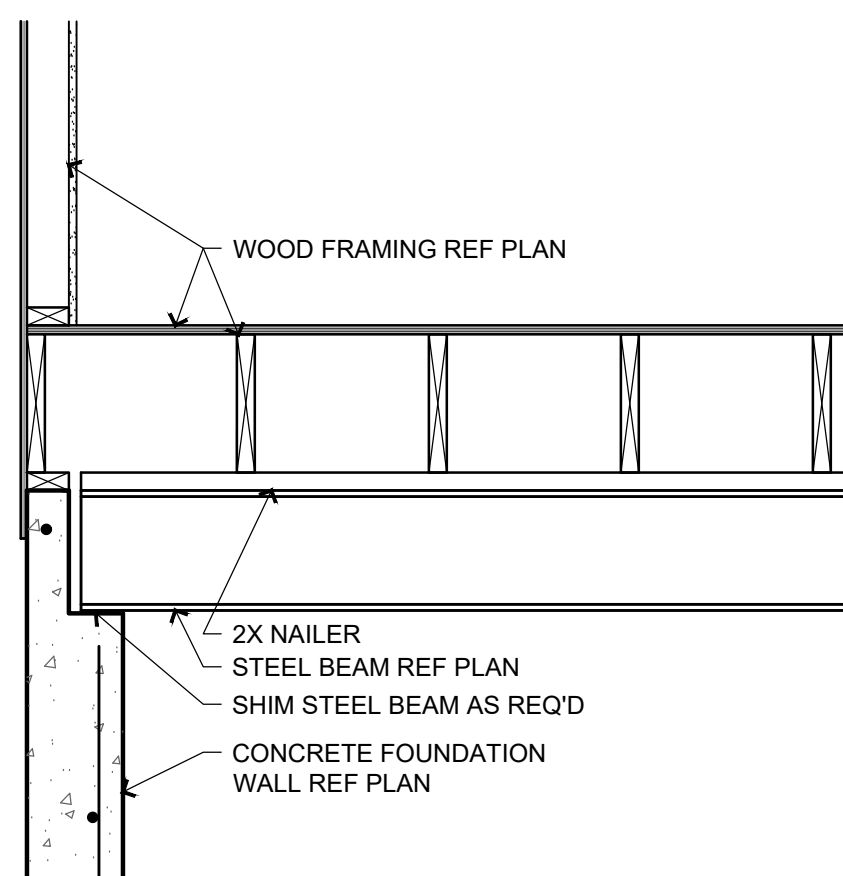 WOOD FRAMING REF PLAN
2X NAILER
STEEL BEAM REF PLAN
SHIM STEEL BEAM AS REQ'D
CONCRETE FOUNDATION
WALL REF PLAN